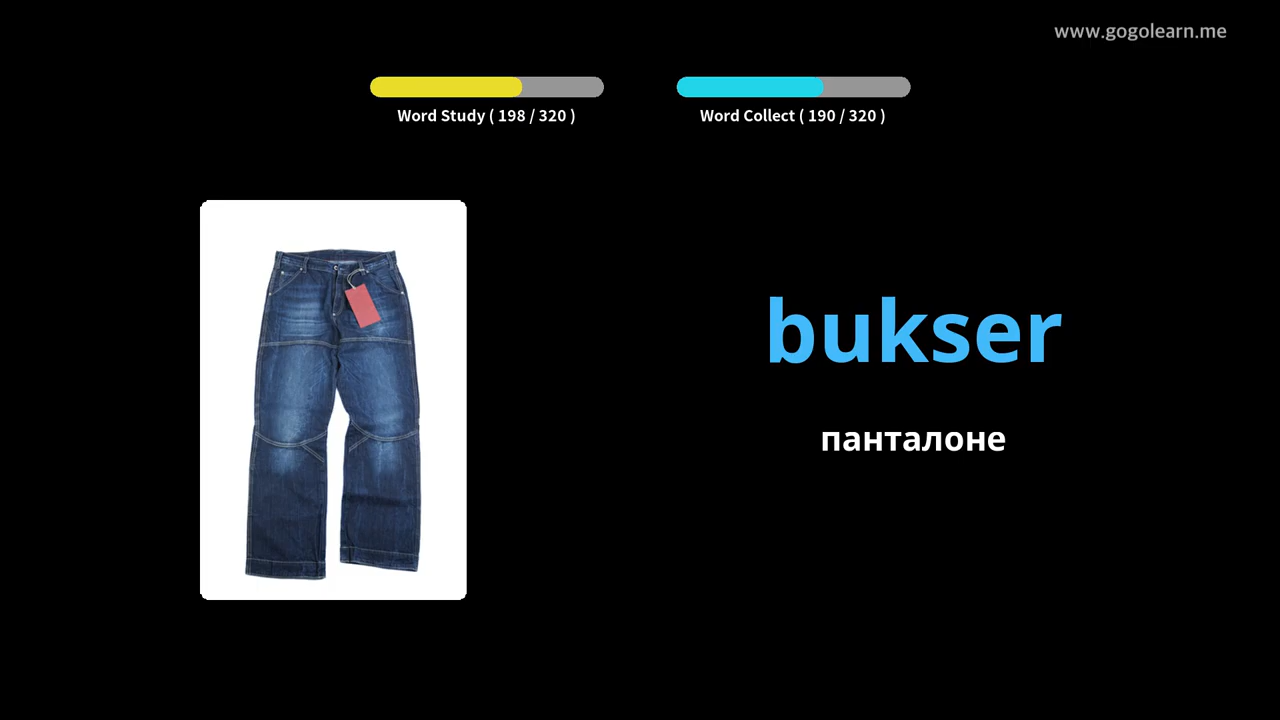 www.gogolearn.me
Word Study ( 198 / 320 )
Word Collect ( 190 / 320 )
bukser
панталоне